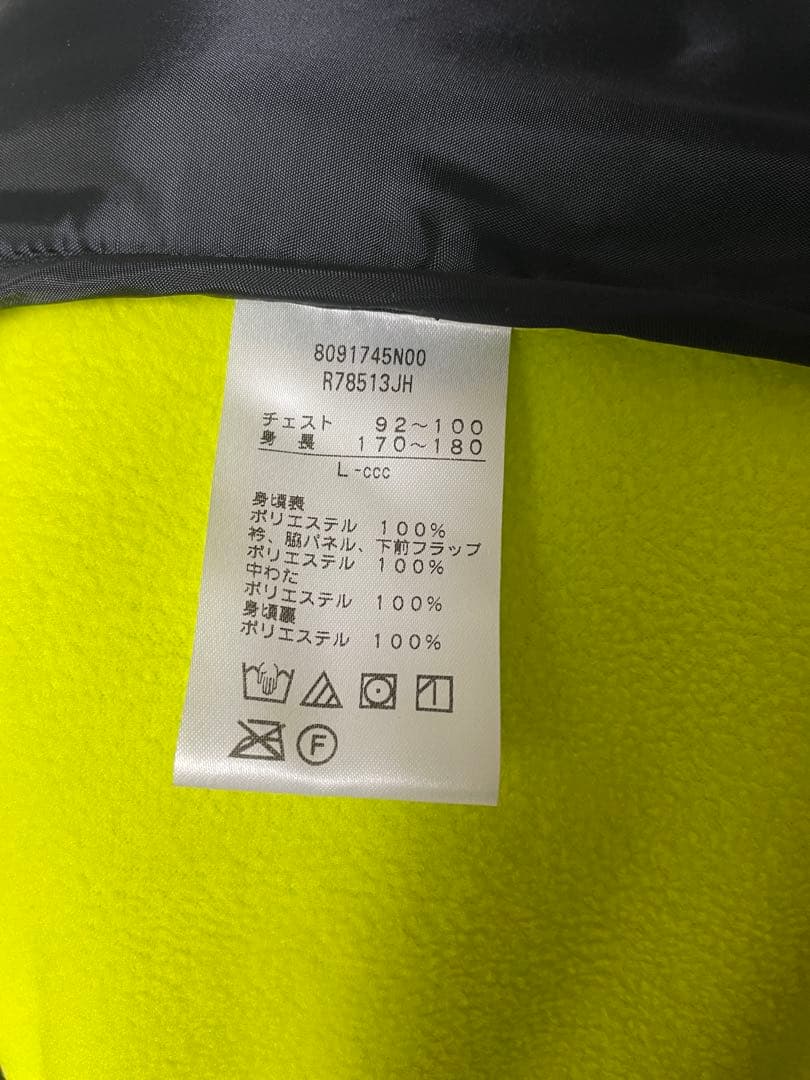 8091745N00
R78513JH
チェスト 92～100
身長 170～180
L-ccc
身頃表
ポリエステル 100%
衿、脇パネル、下前フラップ
ポリエステル 100%
中わた
ポリエステル 100%
身頃裏
ポリエステル 100%
F